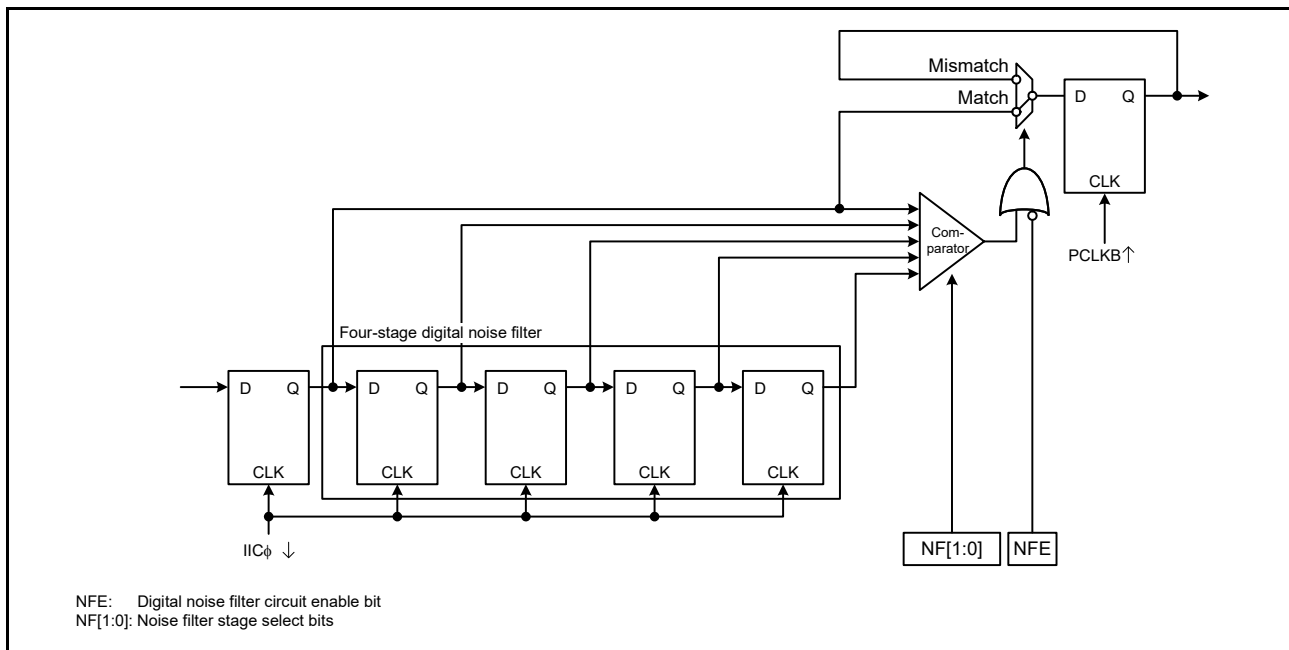 Mismatch
Match
D Q
CLK
PCLKB↑
Com-
parator
Four-stage digital noise filter
D Q D Q D Q D Q D Q
CLK CLK CLK CLK CLK
IICϕ ↓
NF[1:0] NFE
NFE: Digital noise filter circuit enable bit
NF[1:0]: Noise filter stage select bits